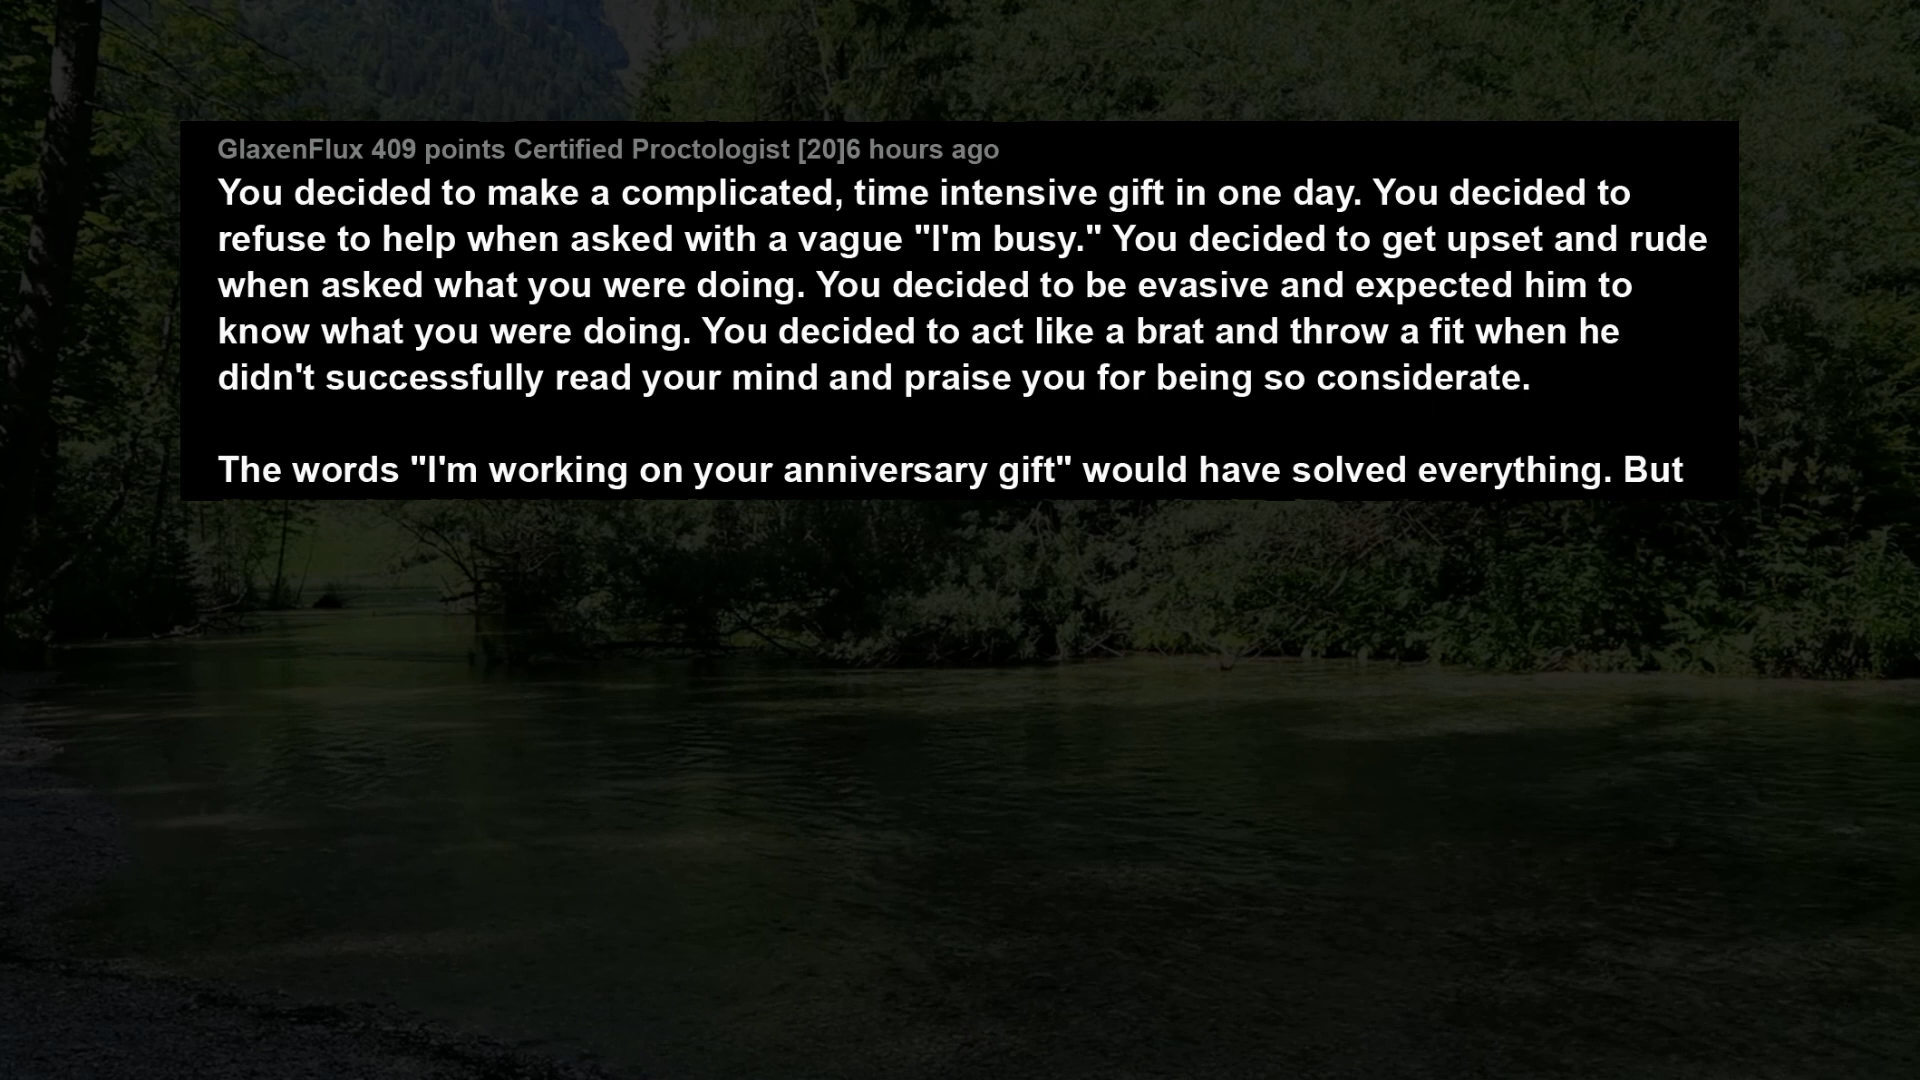 GlaxenFlux 409 points Certified Proctologist [20]6 hours ago
You decided to make a complicated, time intensive gift in one day. You decided to
refuse to help when asked with a vague "I'm busy." You decided to get upset and rude
when asked what you were doing. You decided to be evasive and expected him to
know what you were doing. You decided to act like a brat and throw a fit when he
didn't successfully read your mind and praise you for being so considerate.
The words "I'm working on your anniversary gift" would have solved everything. But